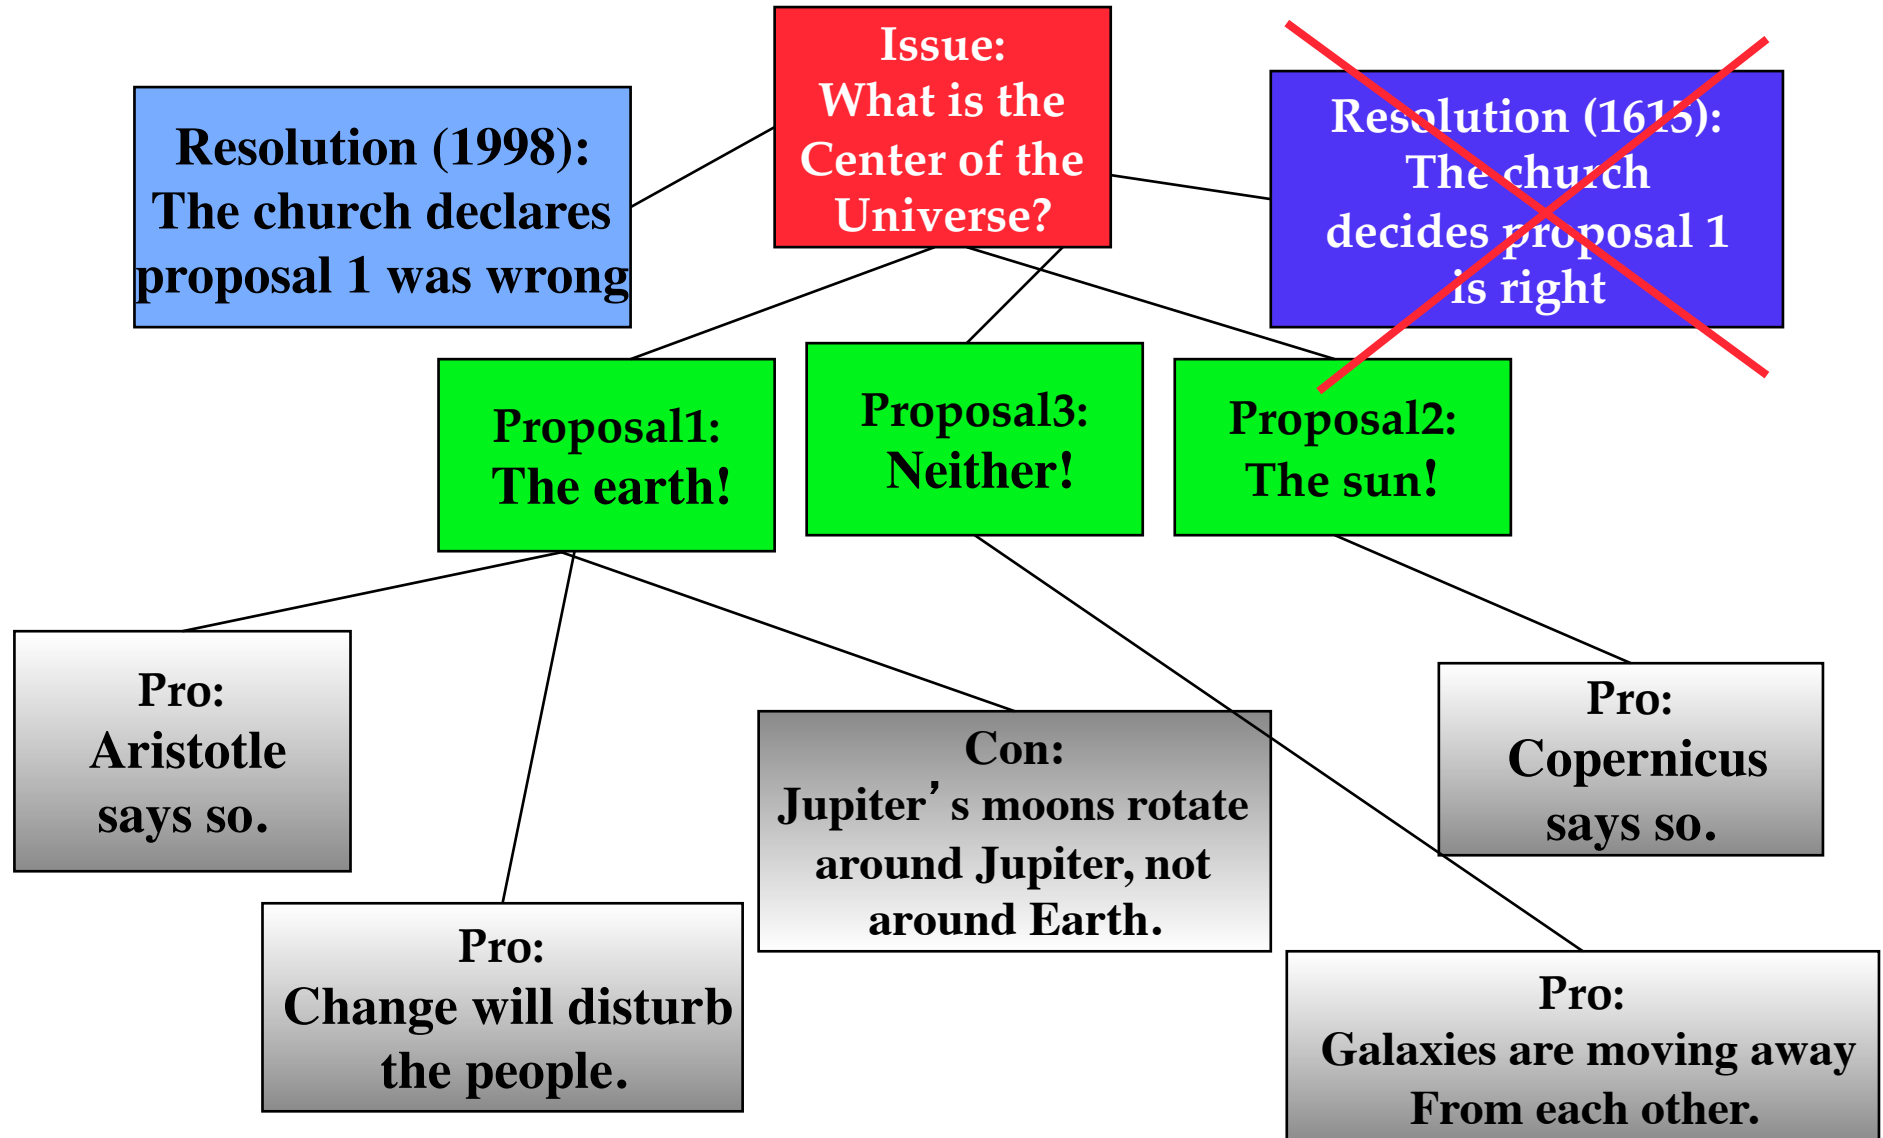 Issue:
What is the
Center of the
Universe?
Resolution (1998):
The church declares
proposal 1 was wrong
Resolution (1615):
The church
decides proposal 1
is right
Proposal1:
The earth!
Proposal3:
Neither!
Proposal2:
The sun!
Pro:
Aristotle
says so.
Pro:
Change will disturb
the people.
Con:
Jupiter’s moons rotate
around Jupiter, not
around Earth.
Pro:
Copernicus
says so.
Pro:
Galaxies are moving away
From each other.